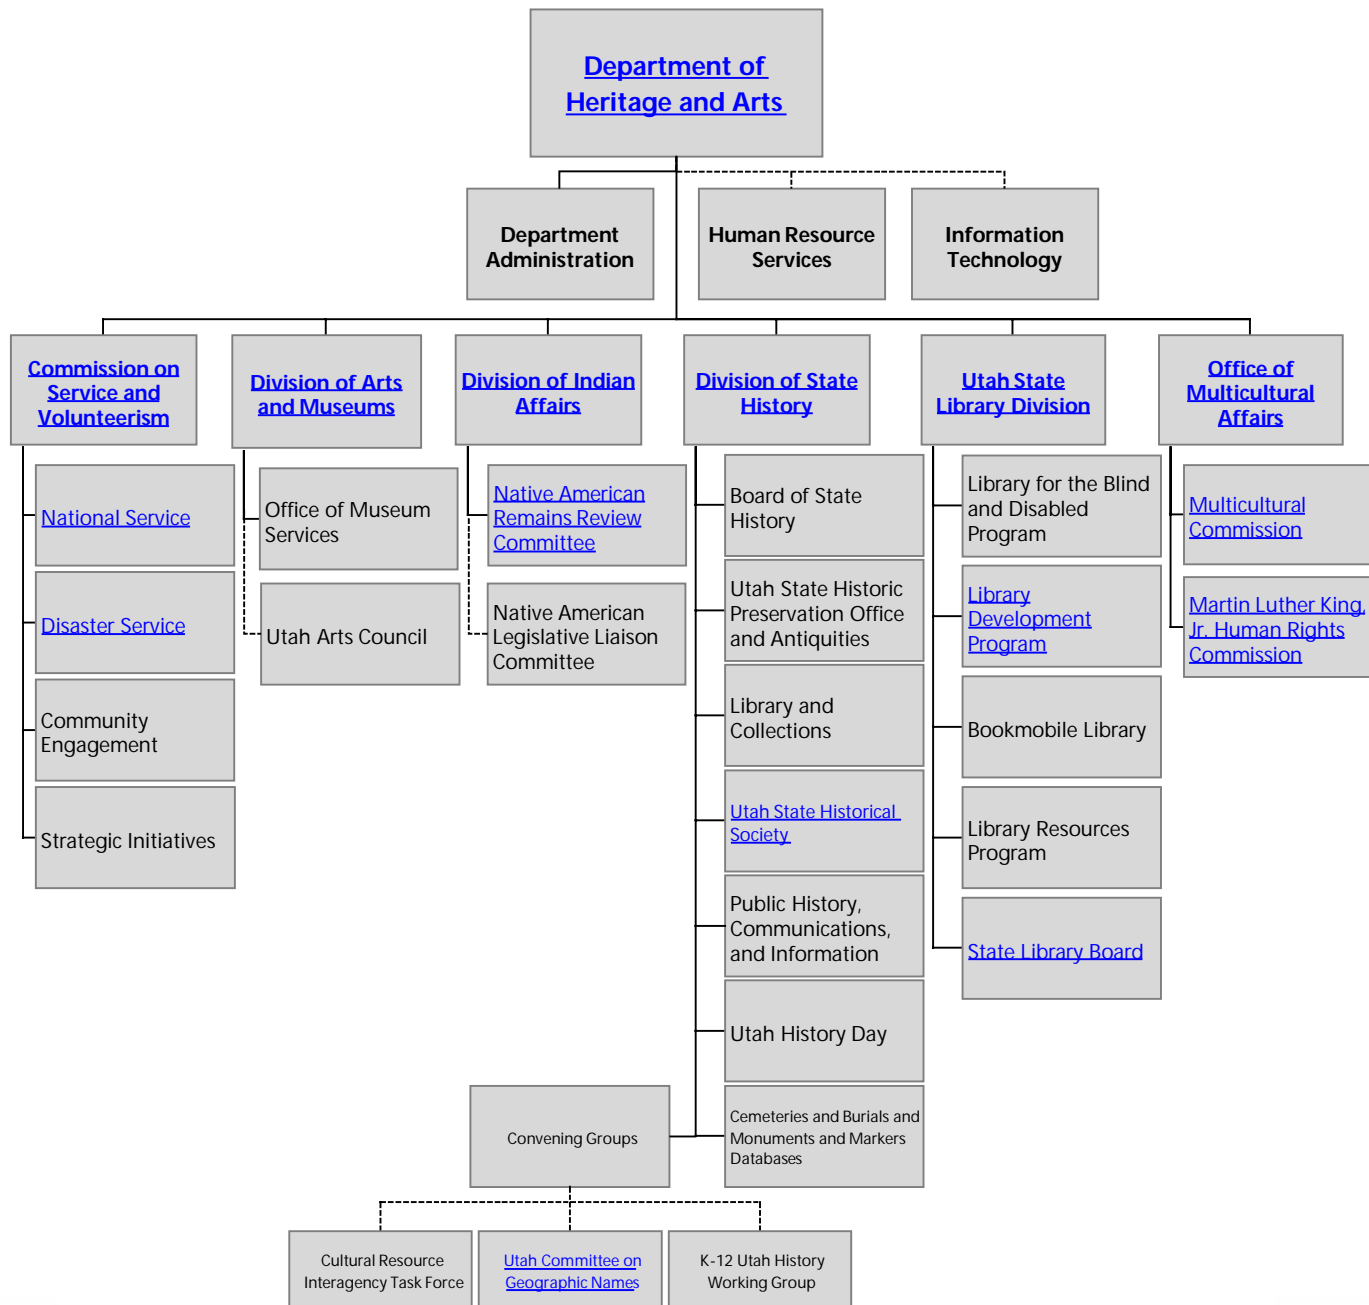 Department of
Heritage and Arts
Department
Administration
Human Resource
Services
Information
Technology
Commission on
Service and
Volunteerism
Division of Arts
and Museums
Division of Indian
Affairs
Division of State
History
Utah State
Library Division
Office of
Multicultural
Affairs
National Service
Disaster Service
Community
Engagement
Strategic Initiatives
Office of Museum
Services
Utah Arts Council
Native American
Remains Review
Committee
Native American
Legislative Liaison
Committee
Board of State
History
Utah State Historic
Preservation Office
and Antiquities
Library and
Collections
Utah State Historical
Society
Public History,
Communications,
and Information
Utah History Day
Cemeteries and Burials and
Monuments and Markers
Databases
Library for the Blind
and Disabled
Program
Library
Development
Program
Bookmobile Library
Library Resources
Program
State Library Board
Multicultural
Commission
Martin Luther King,
Jr. Human Rights
Commission
Convening Groups
Cultural Resource
Interagency Task Force
Utah Committee on
Geographic Names
K-12 Utah History
Working Group